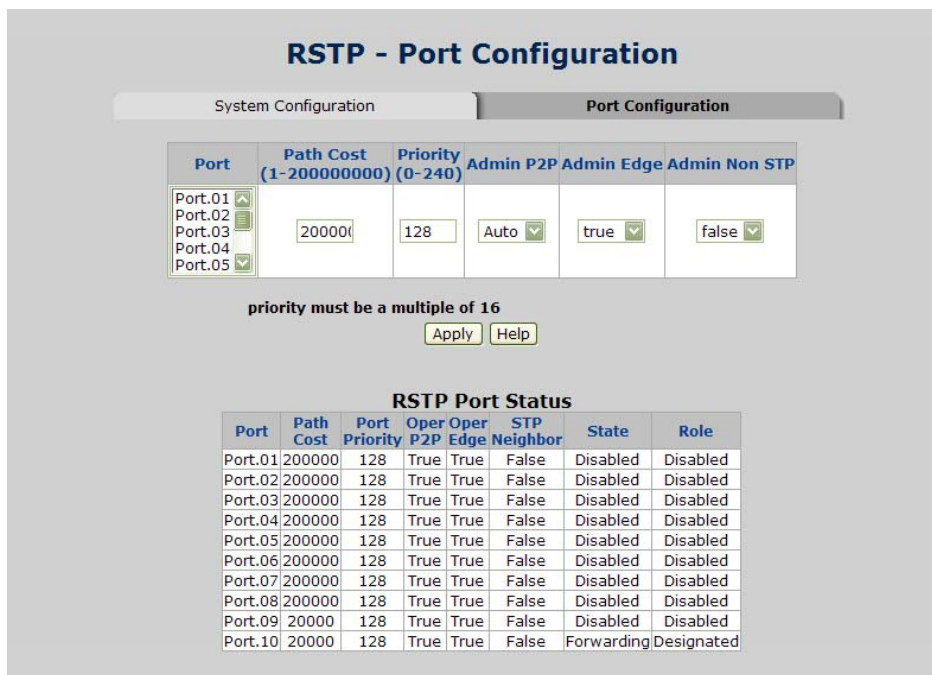 RSTP - Port Configuration
System Configuration Port Configuration
Port Path Cost (1-200000000) Priority (0-240) Admin P2P Admin Edge Admin Non STP
Port.01
Port.02
Port.03
Port.04
Port.05
20000( 128 Auto true false
priority must be a multiple of 16
Apply Help
RSTP Port Status
Port Path Cost Port Priority Oper P2P Oper Edge STP Neighbor State Role
Port.01 200000 128 True True False Disabled Disabled
Port.02 200000 128 True True False Disabled Disabled
Port.03 200000 128 True True False Disabled Disabled
Port.04 200000 128 True True False Disabled Disabled
Port.05 200000 128 True True False Disabled Disabled
Port.06 200000 128 True True False Disabled Disabled
Port.07 200000 128 True True False Disabled Disabled
Port.08 200000 128 True True False Disabled Disabled
Port.09 20000 128 True True False Disabled Disabled
Port.10 20000 128 True True False Forwarding Designated